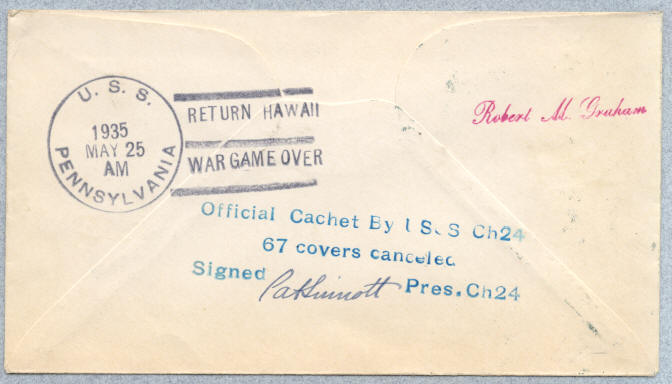 U. S. S.
1935
MAY 25
AM
PENNSYLVANIA
RETURN HAWAII
WAR GAME OVER
Robert M. Graham
Official Cachet By U S. S Ch24
67 covers canceled
Signed Pres. Ch24